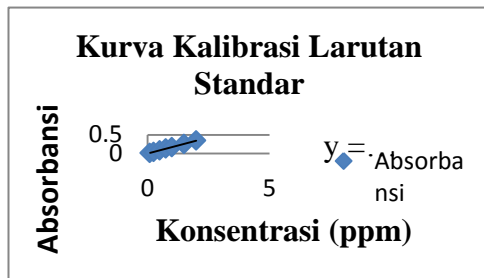 Kurva Kalibrasi Larutan
Standar
Absorbansi
0.5
0
0
5
y =.
Absorba
nsi
Konsentrasi (ppm)